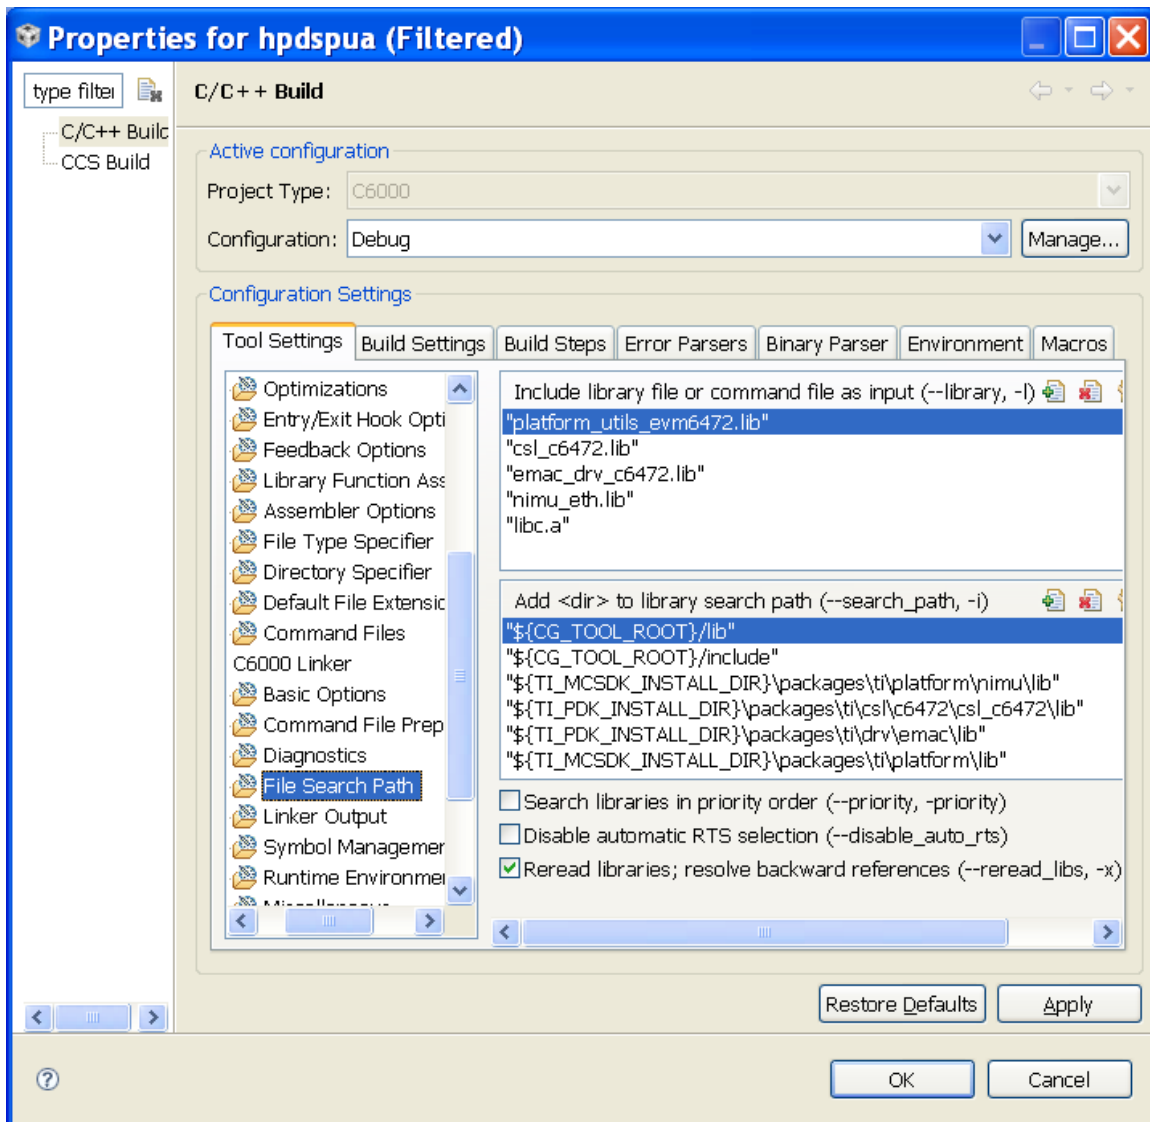 Properties for hpdspua (Filtered)
type filter
C/C++ Build
C/C++ Build
CCS Build
Active configuration
Project Type: C6000
Configuration: Debug Manage...
Configuration Settings
Tool Settings Build Settings Build Steps Error Parsers Binary Parser Environment Macros
Optimizations
Entry/Exit Hook Opti
Feedback Options
Library Function Ass
Assembler Options
File Type Specifier
Directory Specifier
Default File Extensic
Command Files
C6000 Linker
Basic Options
Command File Prep
Diagnostics
File Search Path
Linker Output
Symbol Managemer
Runtime Environmer
Include library file or command file as input (--library, -l)
"platform_utils_evm6472.lib"
"csl_c6472.lib"
"emac_drv_c6472.lib"
"nimu_eth.lib"
"libc.a"
Add <dir> to library search path (--search_path, -i)
"${CG_TOOL_ROOT}/lib"
"${CG_TOOL_ROOT}/include"
"${TI_MCSDK_INSTALL_DIR}\packages\ti\platform\nimu\lib"
"${TI_PDK_INSTALL_DIR}\packages\ti\csl\c6472\csl_c6472\lib"
"${TI_PDK_INSTALL_DIR}\packages\ti\drv\emac\lib"
"${TI_MCSDK_INSTALL_DIR}\packages\ti\platform\lib"
Search libraries in priority order (--priority, -priority)
Disable automatic RTS selection (--disable_auto_rts)
Reread libraries; resolve backward references (--reread_libs, -x)
Restore Defaults Apply
OK Cancel